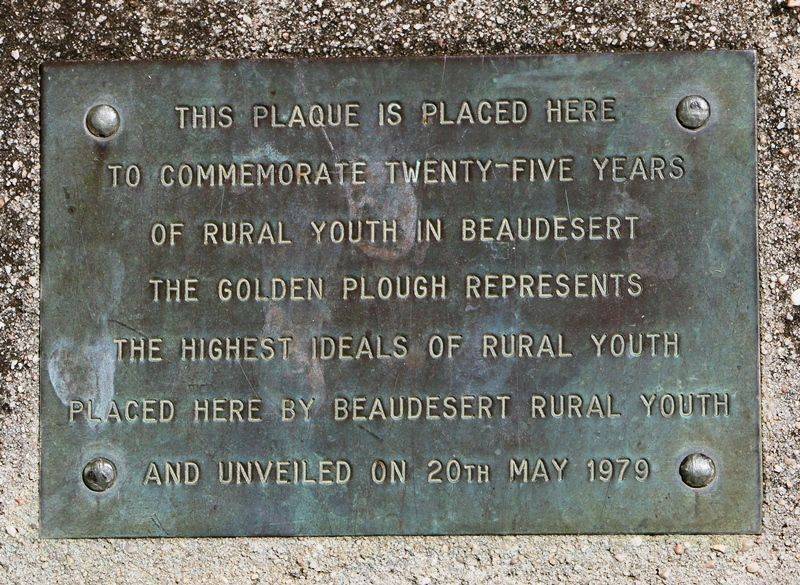 THIS PLAQUE IS PLACED HERE
TO COMMEMORATE TWENTY-FIVE YEARS
OF RURAL YOUTH IN BEAUDESERT
THE GOLDEN PLOUGH REPRESENTS
THE HIGHEST IDEALS OF RURAL YOUTH
PLACED HERE BY BEAUDESERT RURAL YOUTH
AND UNVEILED ON 20TH MAY 1979